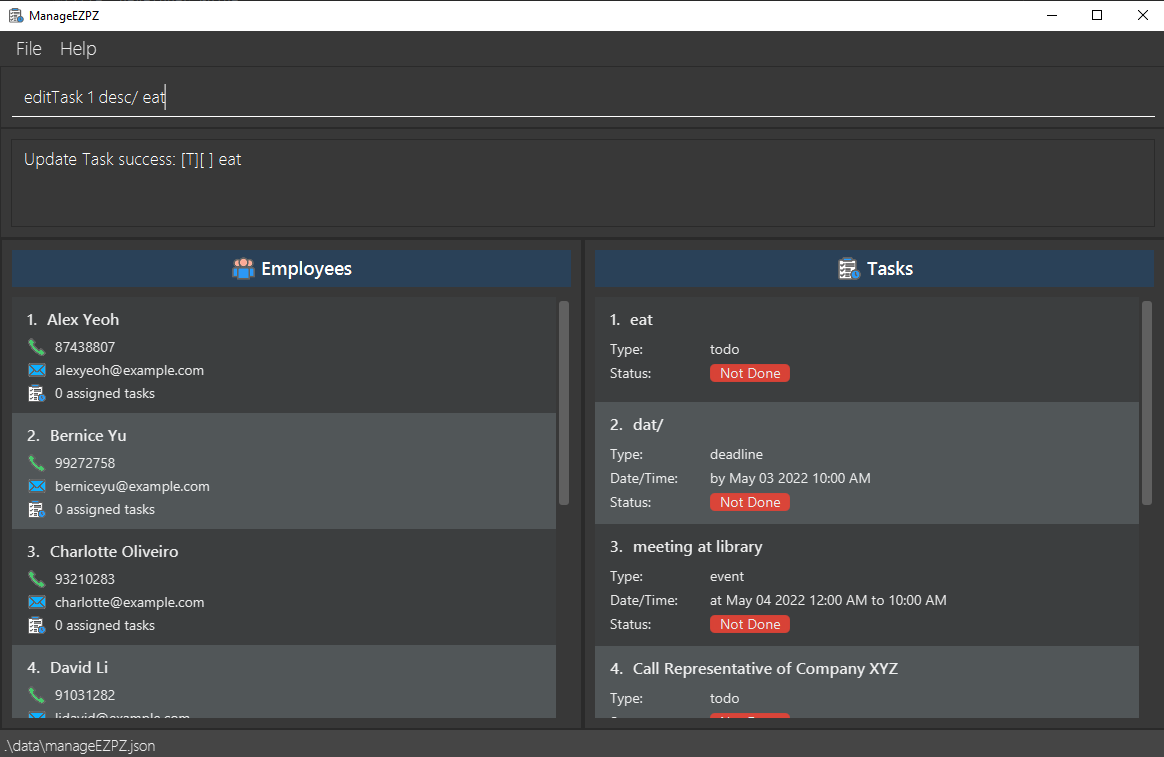 ManageEZPZ
File Help
editTask 1 desc/ eat
Update Task success: [T][ ] eat
Employees
1. Alex Yeoh
87438807
alexyeoh@example.com
0 assigned tasks
2. Bernice Yu
99272758
berniceyu@example.com
0 assigned tasks
3. Charlotte Oliveiro
93210283
charlotte@example.com
0 assigned tasks
4. David Li
91031282
lidavid@example.com
Tasks
1. eat
Type: todo
Status: Not Done
2. dat/
Type: deadline
Date/Time: by May 03 2022 10:00 AM
Status: Not Done
3. meeting at library
Type: event
Date/Time: at May 04 2022 12:00 AM to 10:00 AM
Status: Not Done
4. Call Representative of Company XYZ
Type: todo
.\data\manageEZPZ.json